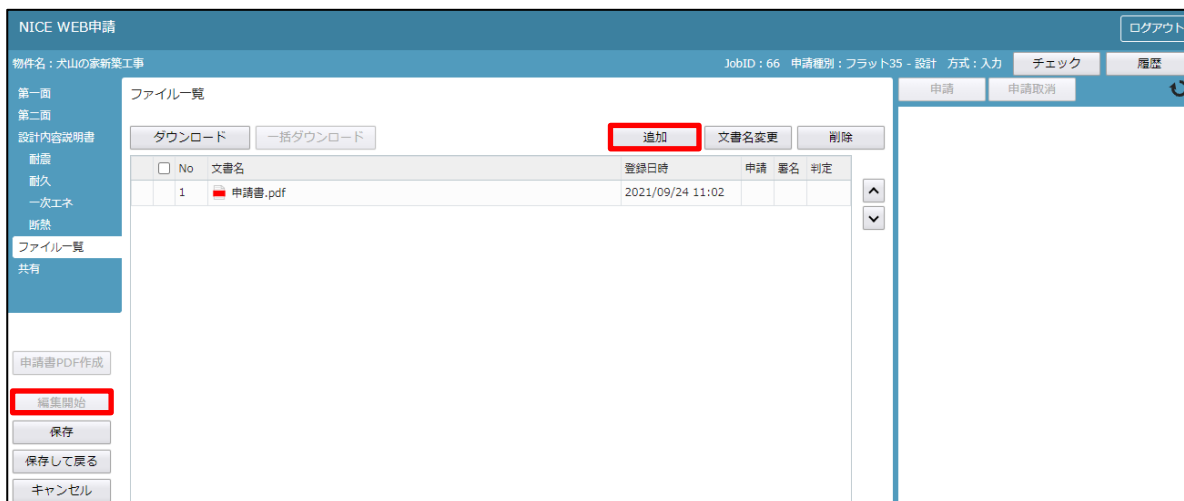 NICE WEB申請
ログアウト
物件名：犬山の家新築工事
JobID：66 申請種別：フラット35 - 設計 方式：入力
チェック
履歴
第一面
第二面
設計内容説明書
耐震
耐久
一次エネ
断熱
ファイル一覧
共有
申請書PDF作成
編集開始
保存
保存して戻る
キャンセル
ファイル一覧
ダウンロード
一括ダウンロード
追加
文書名変更
削除
No 文書名 登録日時 申請 署名 判定
1 申請書.pdf 2021/09/24 11:02
申請
申請取消